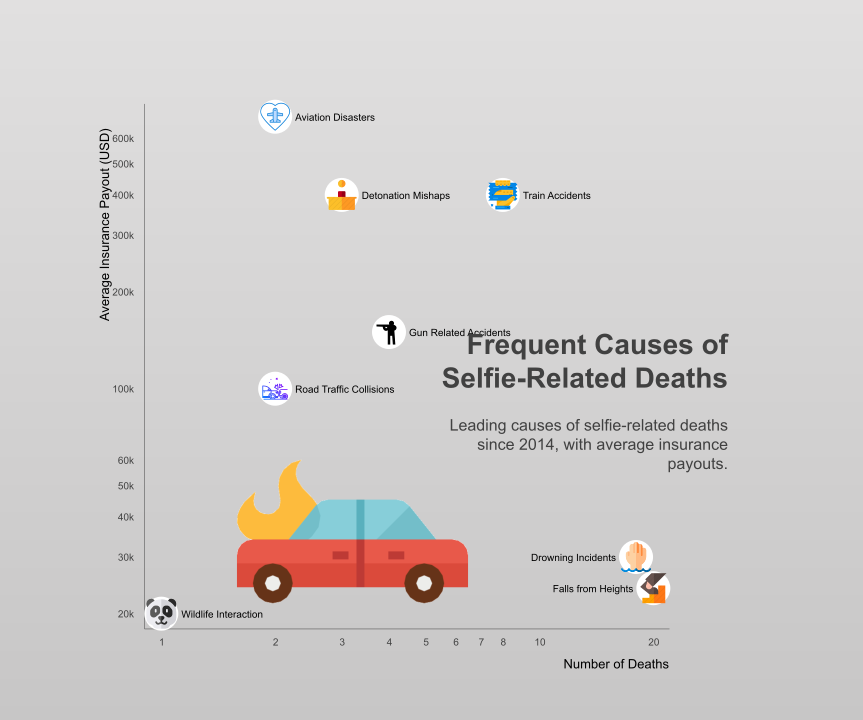 Average Insurance Payout (USD)
600k
500k
400k
300k
200k
100k
60k
50k
40k
30k
20k
Aviation Disasters
Detonation Mishaps
Train Accidents
Gun Related Accidents
Road Traffic Collisions
Frequent Causes of
Selfie-Related Deaths
Leading causes of selfie-related deaths
since 2014, with average insurance
payouts.
Drowning Incidents
Falls from Heights
Wildlife Interaction
1 2 3 4 5 6 7 8 10 20
Number of Deaths